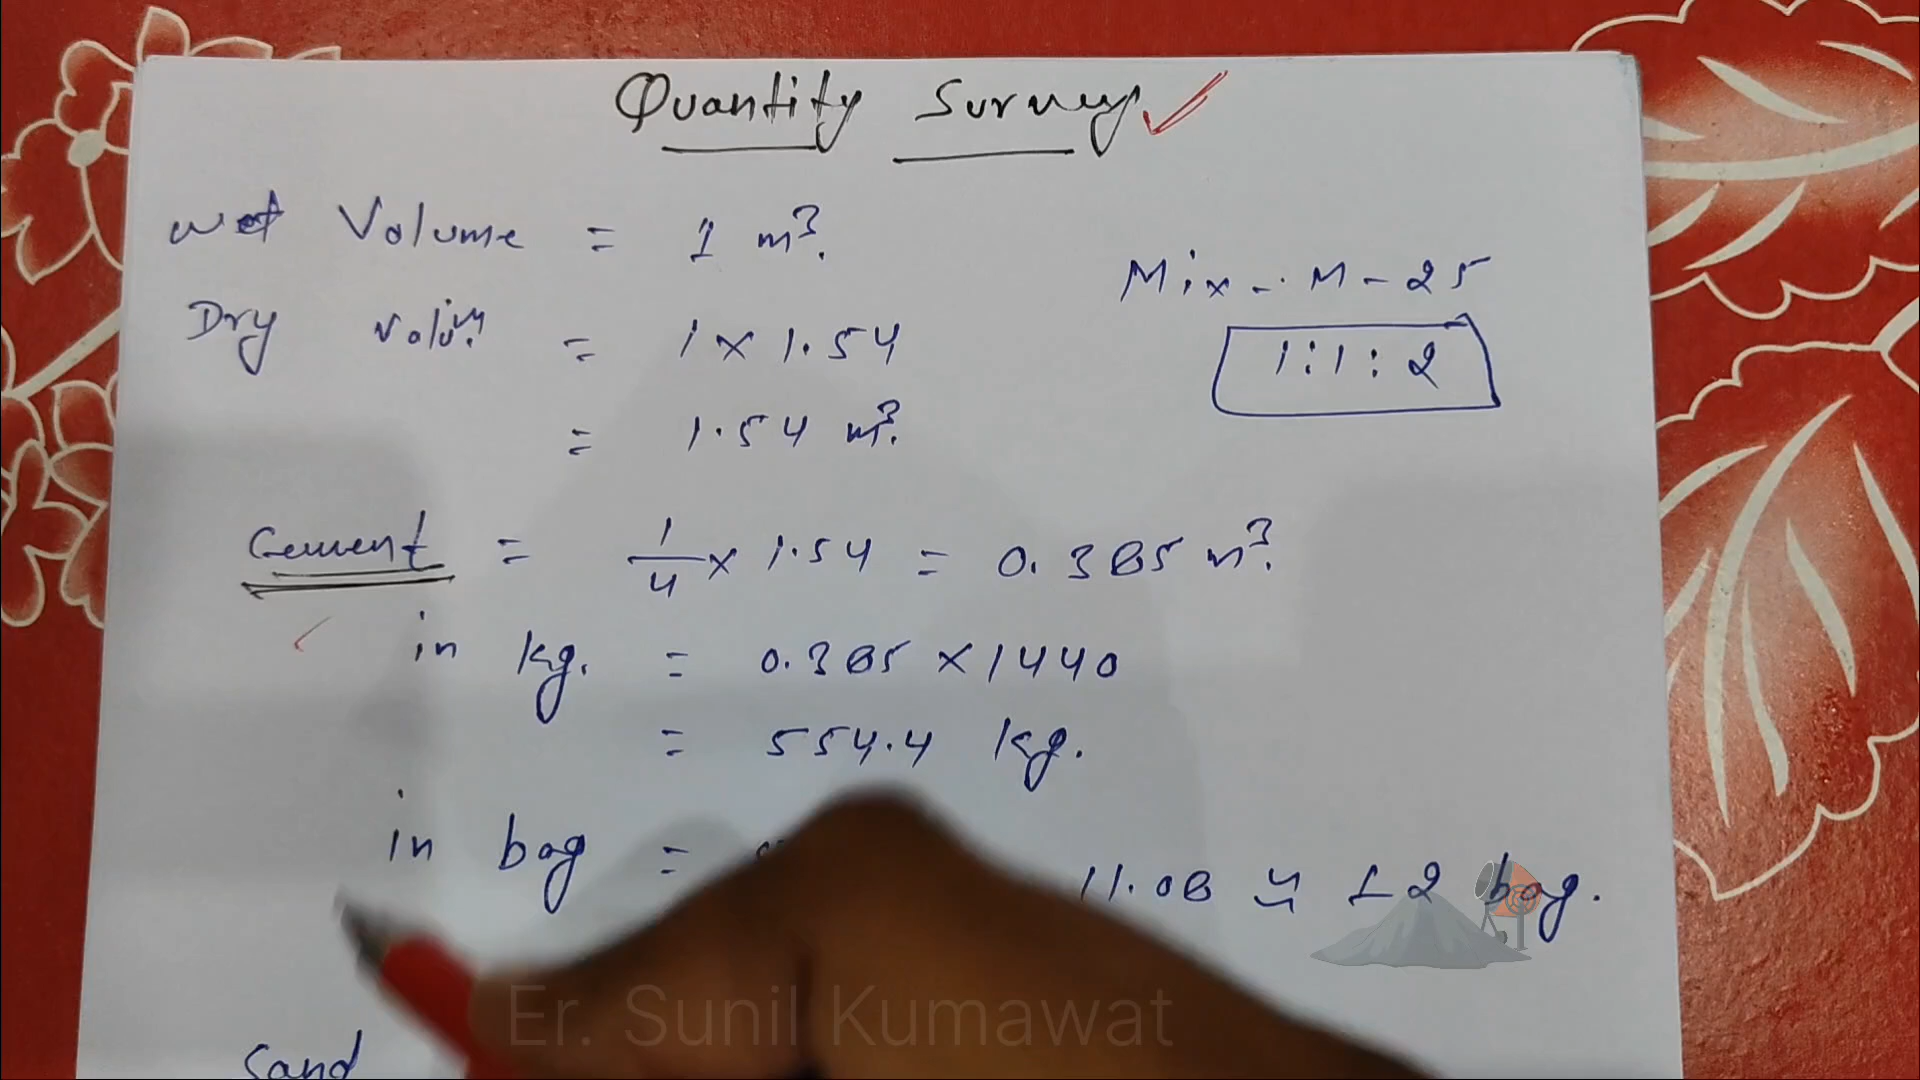 Quantity Survey
Wet Volume = 1 m³.
Mix - M - 25
Dry = 1 x 1.54
1:1:2
= 1.54 m³.
Cement = 1/4 x 1.54 = 0.385 m³.
in kg. = 0.385 x 1440
= 554.4 kg.
in bag =
11.08 ≈ 12 bag.
Er. Sunil Kumawat
Sand